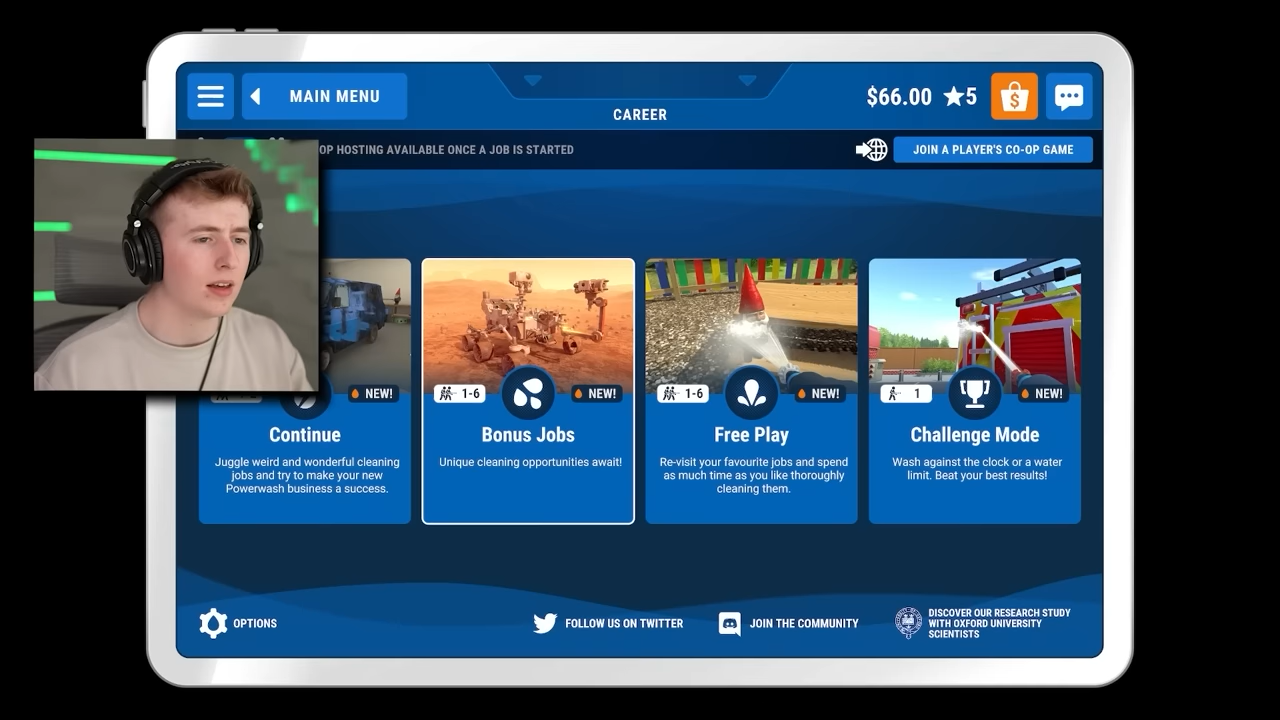 MAIN MENU
$66.00 ★5
CAREER
OP HOSTING AVAILABLE ONCE A JOB IS STARTED
JOIN A PLAYER'S CO-OP GAME
NEW!
1-6 NEW!
1-6 NEW!
1 NEW!
Continue
Juggle weird and wonderful cleaning
jobs and try to make your new
Powerwash business a success.
Bonus Jobs
Unique cleaning opportunities await!
Free Play
Re-visit your favourite jobs and spend
as much time as you like thoroughly
cleaning them.
Challenge Mode
Wash against the clock or a water
limit. Beat your best results!
OPTIONS
FOLLOW US ON TWITTER
JOIN THE COMMUNITY
DISCOVER OUR RESEARCH STUDY
WITH OXFORD UNIVERSITY
SCIENTISTS